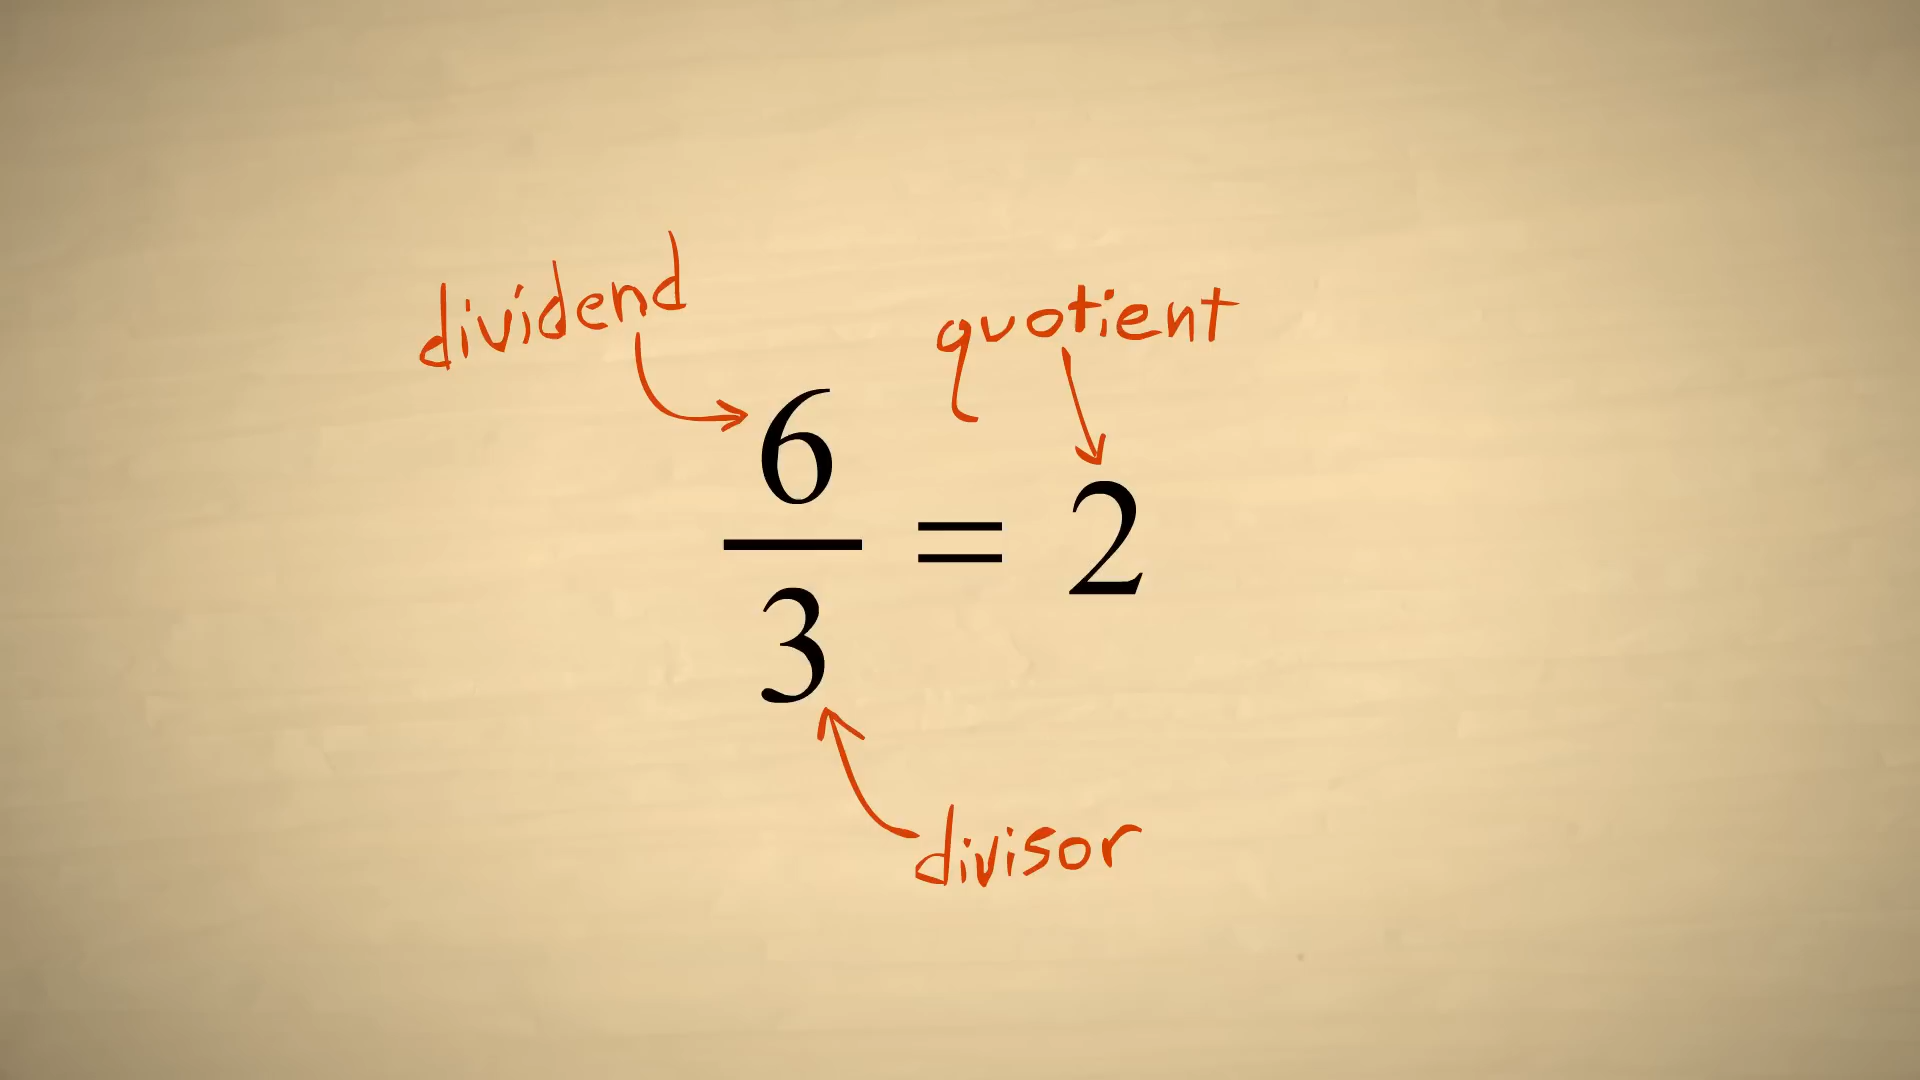 dividend
quotient
6
3
= 2
divisor